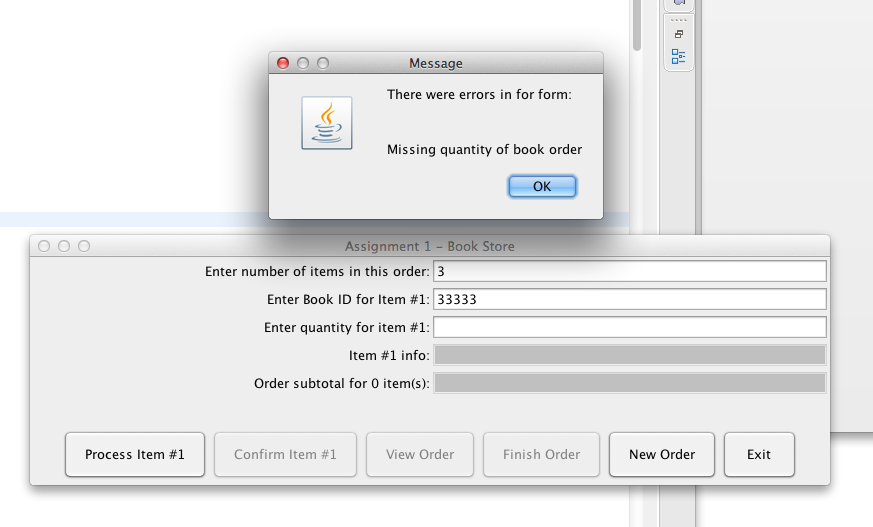 Message
There were errors in for form:
Missing quantity of book order
OK
Assignment 1 – Book Store
Enter number of items in this order: 3
Enter Book ID for Item #1: 33333
Enter quantity for item #1:
Item #1 info:
Order subtotal for 0 item(s):
Process Item #1 Confirm Item #1 View Order Finish Order New Order Exit